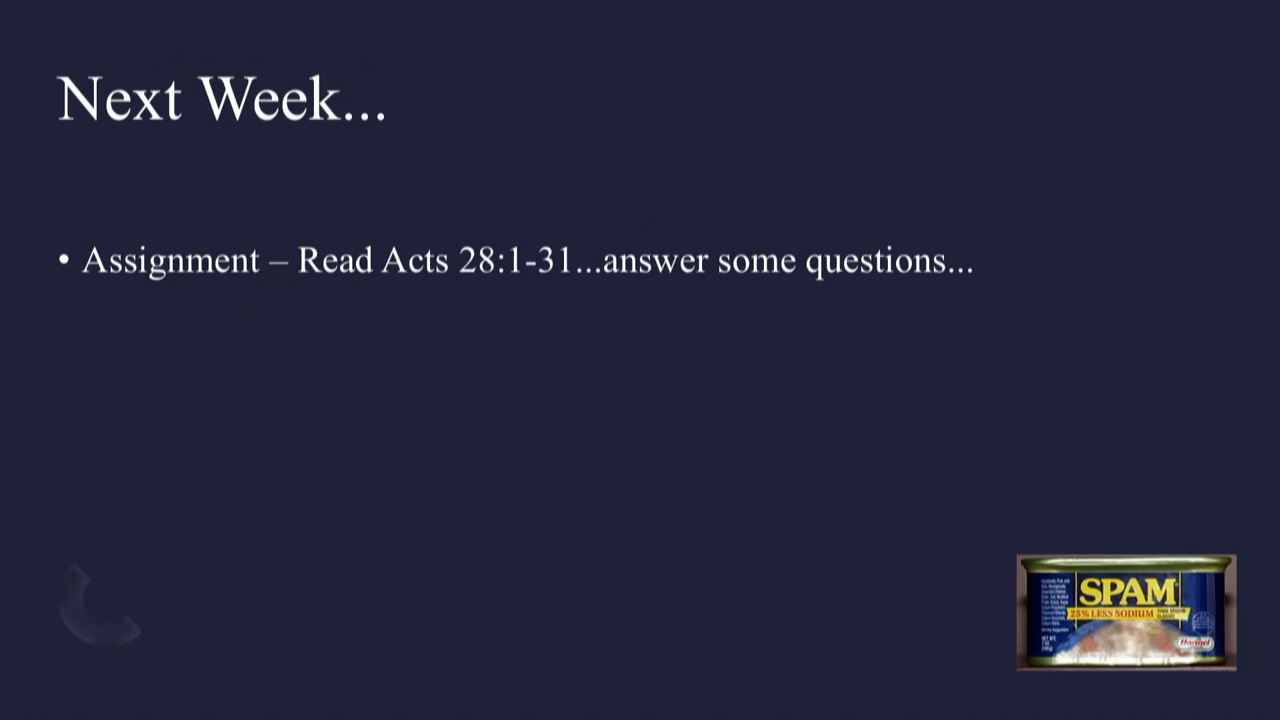 Next Week...
• Assignment – Read Acts 28:1-31...answer some questions...
SPAM
25% LESS SODIUM
Hormel